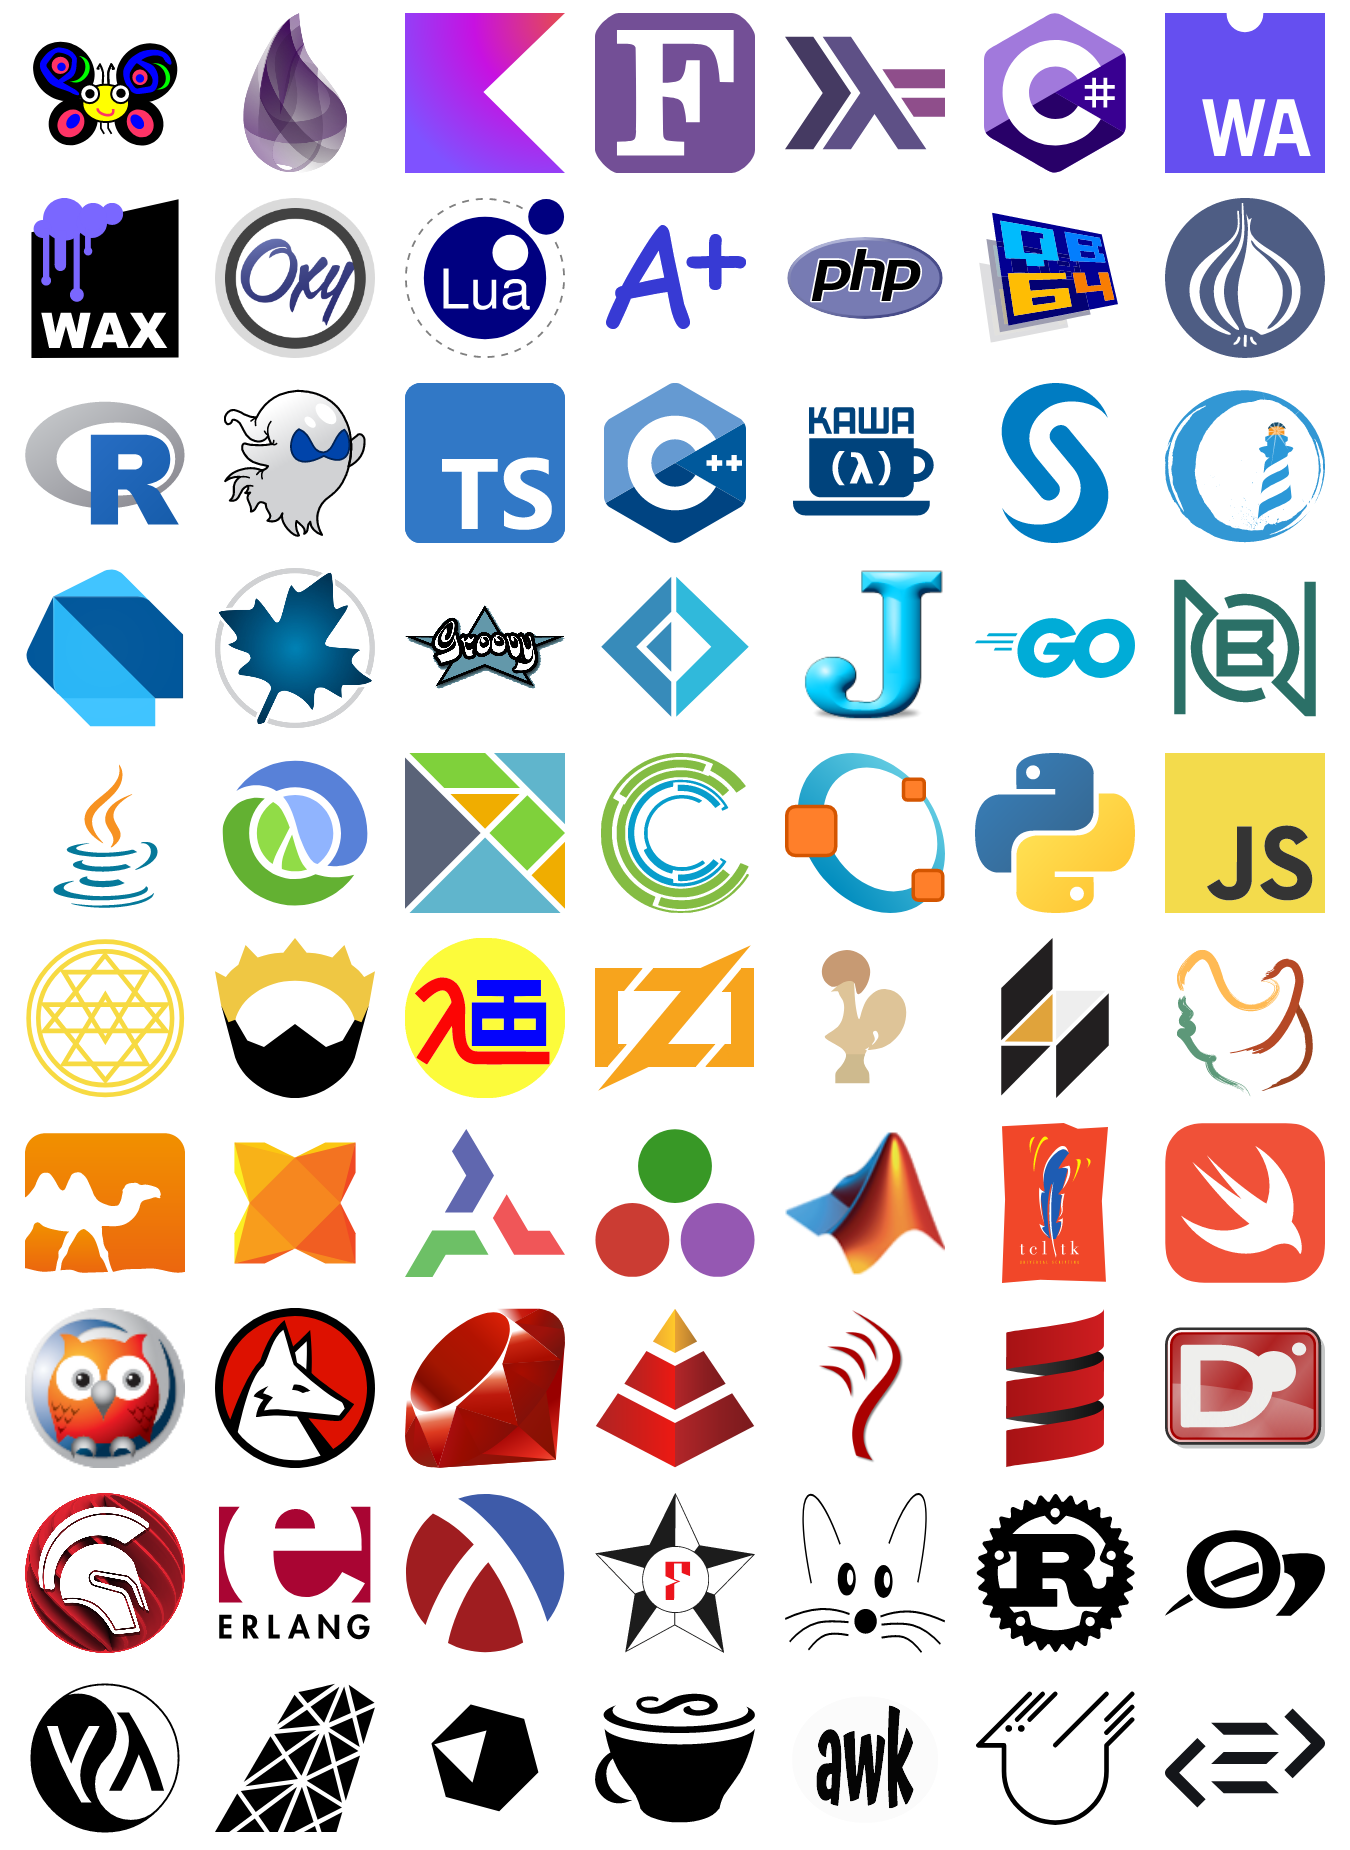 F
C #
WA
WAX
Oxy
Lua
A+
php
QB
64
R
TS
C ++
KAWA
(λ)
S
Groovy
J
GO
B
C
JS
tcl tk
D
e
ERLANG
F
R
awk